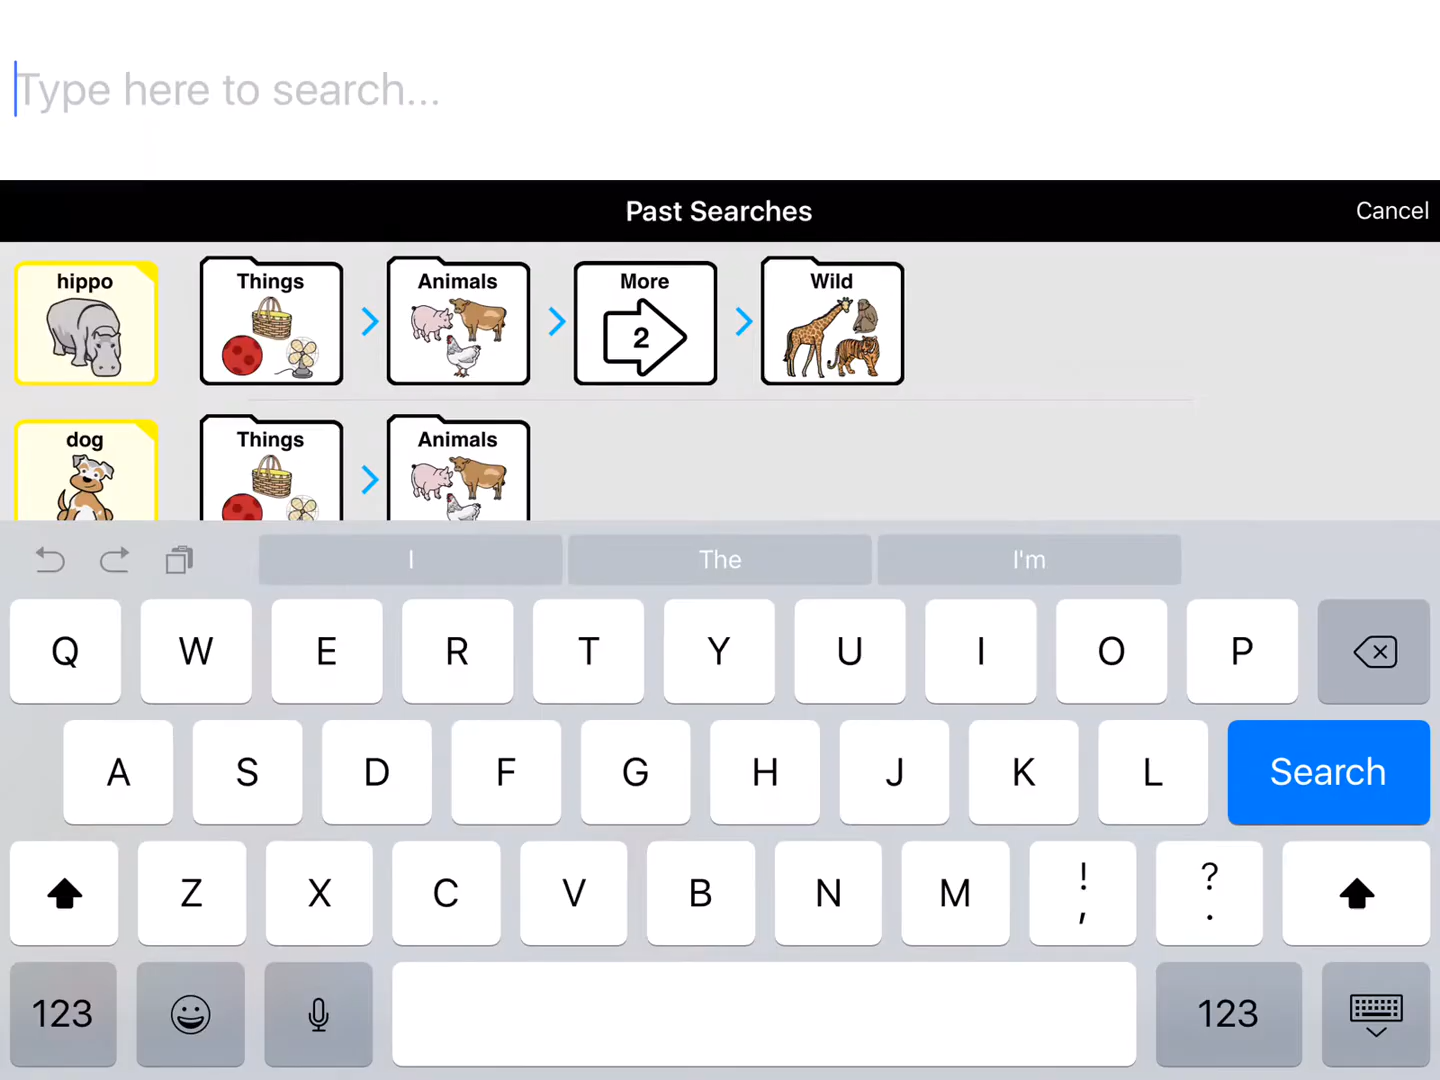 Type here to search...
Past Searches
Cancel
hippo
Things
Animals
More
Wild
2
dog
Things
Animals
I
The
I'm
Q W E R T Y U I O P
A S D F G H J K L Search
Z X C V B N M ! , ? .
123
123